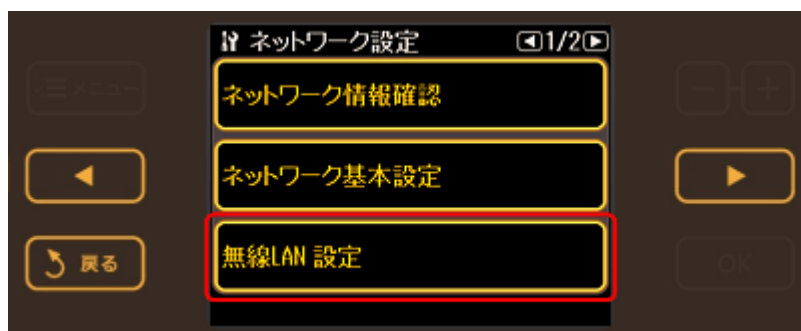 ネットワーク設定 1/2
メニュー
ネットワーク情報確認
ネットワーク基本設定
戻る
無線LAN 設定
OK